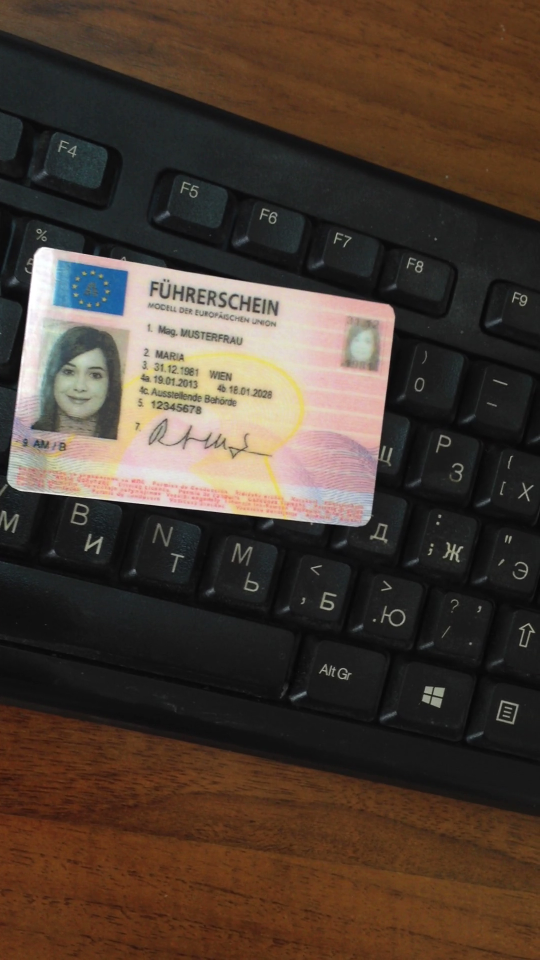 F4
F5
F6
F7
F8
F9
%
FÜHRERSCHEIN
MODELL DER EUROPÄISCHEN UNION
1. Mag. MUSTERFRAU
2. MARIA
3. 31.12.1981 WIEN
4a. 19.01.2013 4b. 18.01.2028
4c. Ausstellende Behörde
5. 12345678
7.
9. AM / B
) 0
_ –
Щ
P З
{ [ Х
М
B И
N Т
M Ь
< , Б
> . Ю
? , / .
Д
: ; Ж
" ' Э
Alt Gr